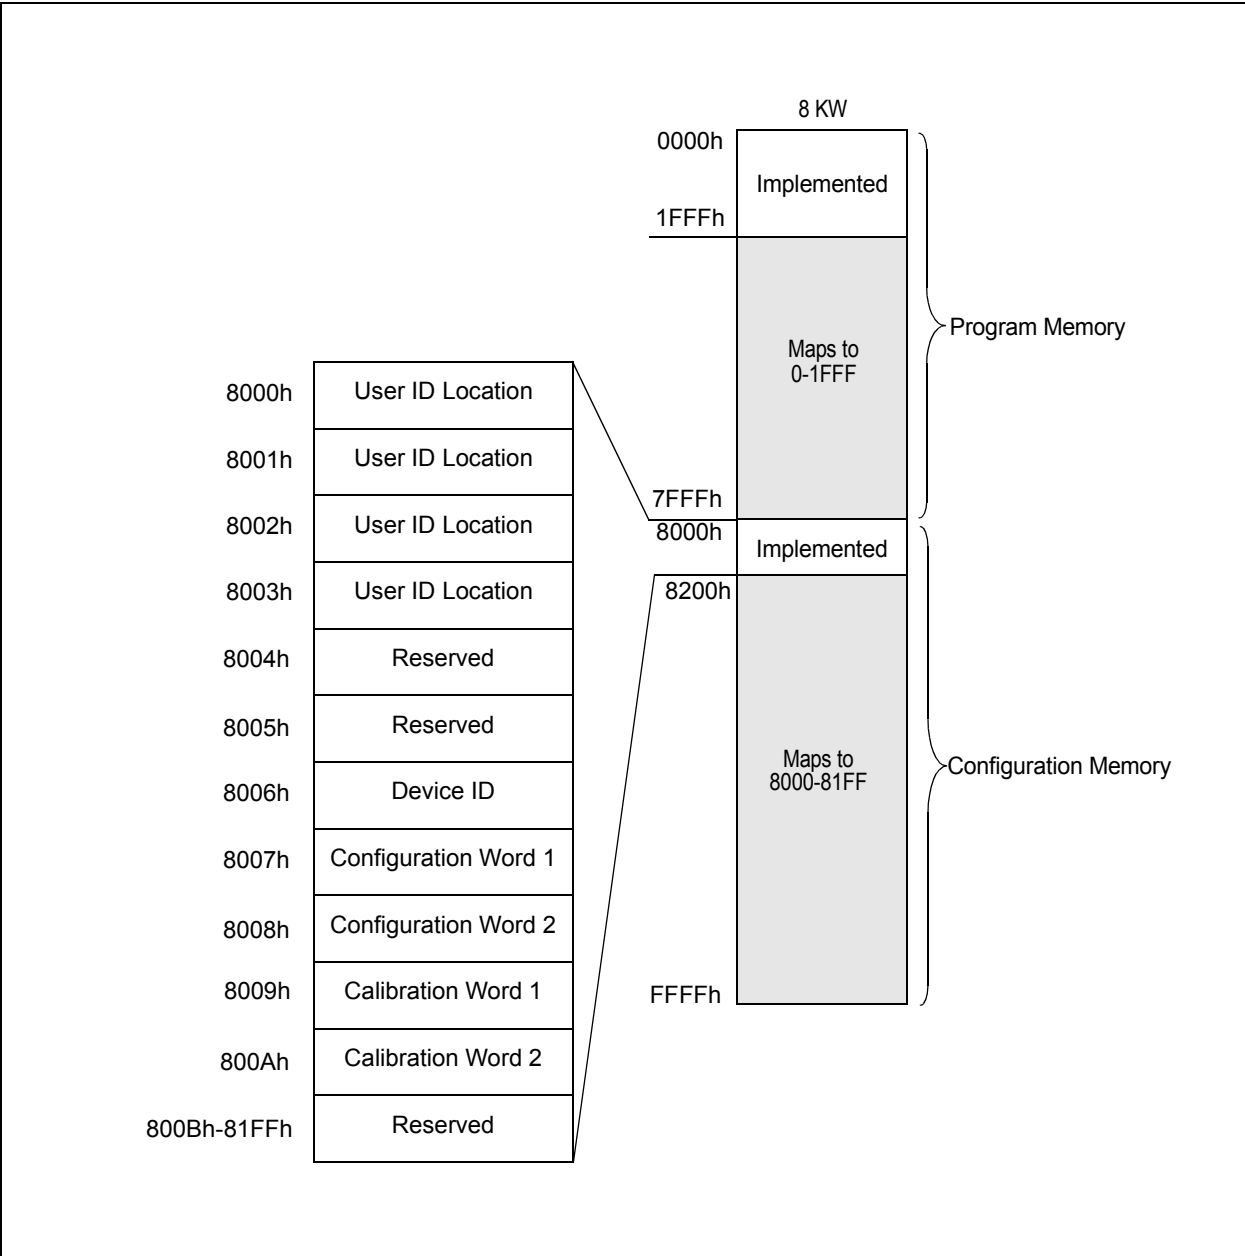 8 KW
0000h
Implemented
1FFFh
Maps to
0-1FFF
Program Memory
7FFFh
8000h
Implemented
8200h
Maps to
8000-81FF
Configuration Memory
FFFFh
8000h User ID Location
8001h User ID Location
8002h User ID Location
8003h User ID Location
8004h Reserved
8005h Reserved
8006h Device ID
8007h Configuration Word 1
8008h Configuration Word 2
8009h Calibration Word 1
800Ah Calibration Word 2
800Bh-81FFh Reserved